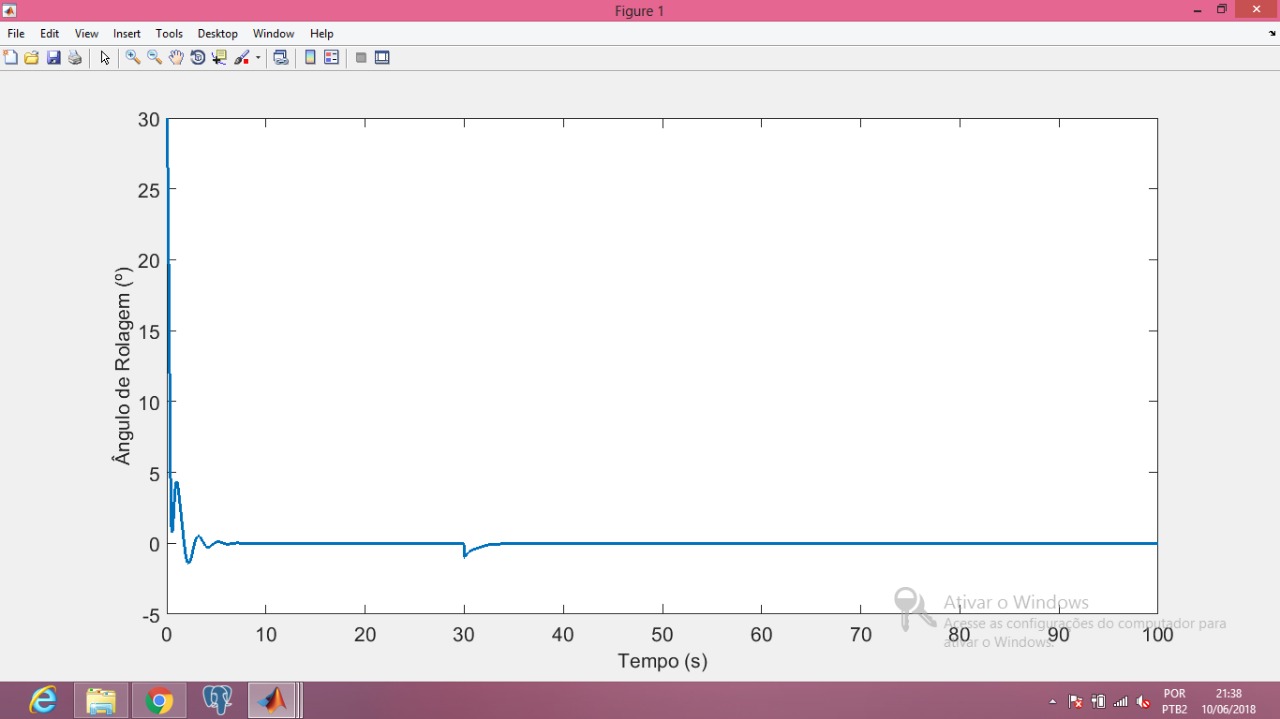 Figure 1
File Edit View Insert Tools Desktop Window Help
30
25
20
15
10
5
0
-5
Ângulo de Rolagem (º)
0 10 20 30 40 50 60 70 80 90 100
Tempo (s)
Ativar o Windows
Acesse as configurações do computador para
ativar o Windows.
POR 21:38
PTB2 10/06/2018